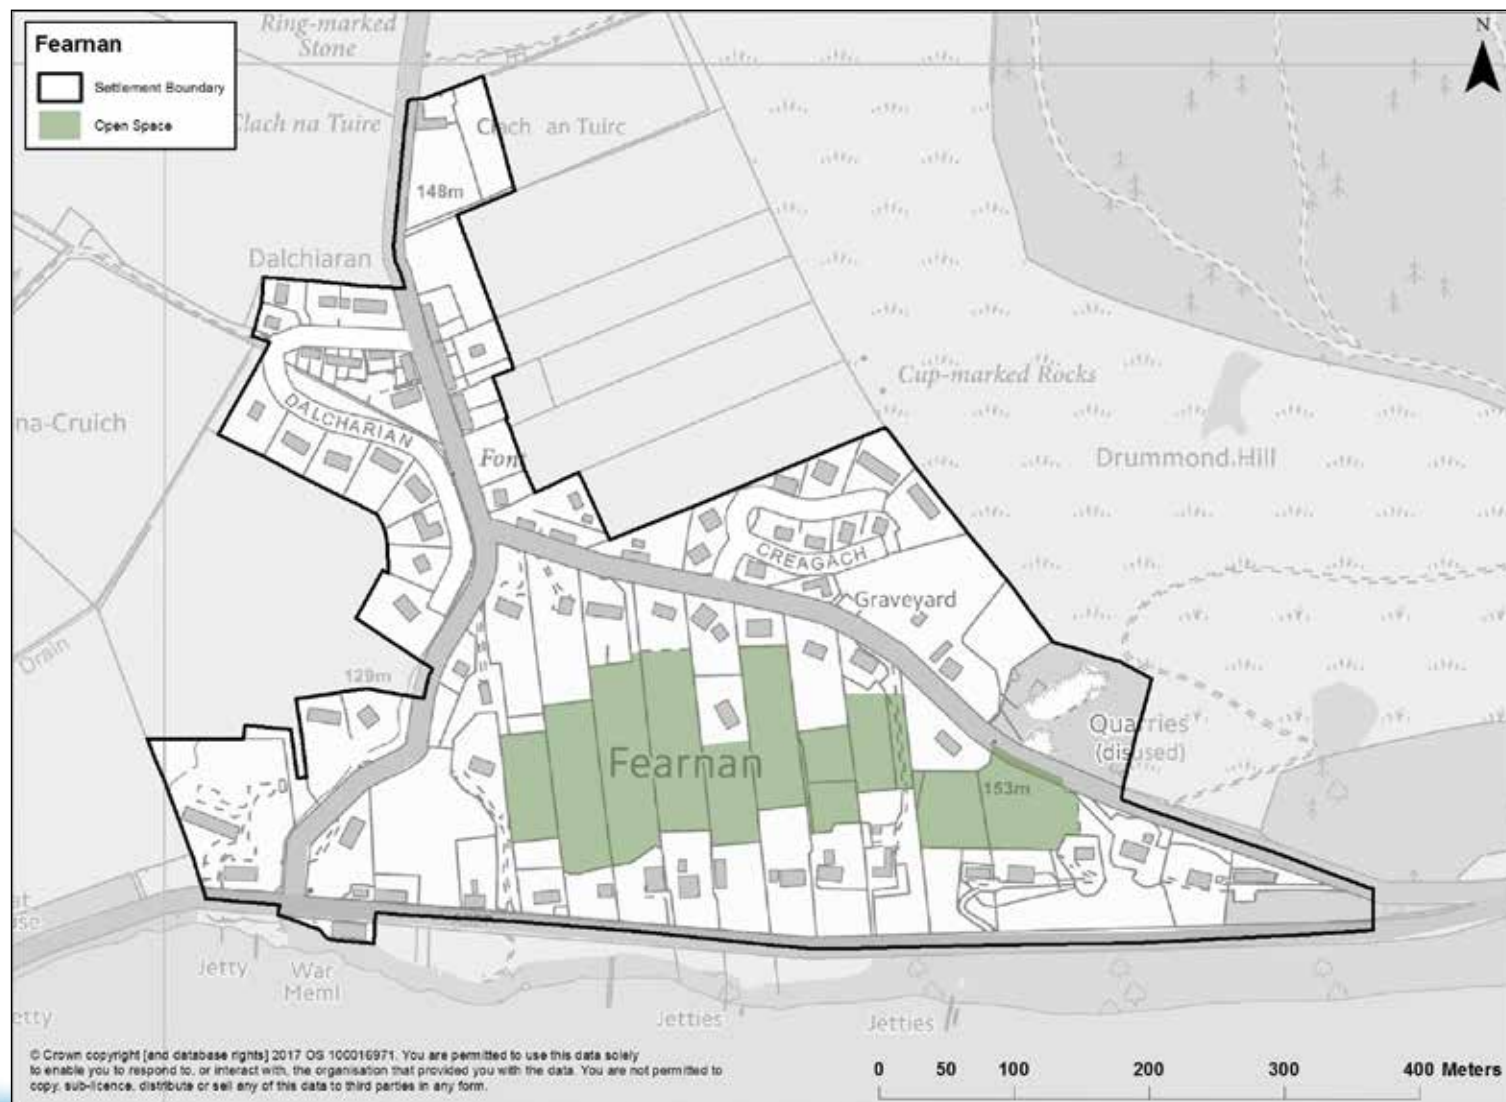 Fearnan
Settlement Boundary
Open Space
N
Ring-marked
Stone
Clach na Tuirc
Clach an Tuirc
148m
Dalchiaran
na-Cruich
DALCHARIAN
Font
Cup-marked Rocks
Drummond Hill
CREAGACH
Graveyard
Drain
129m
Quarries
(disused)
Fearnan
153m
Jetty
War
Meml
Jetties
Jetties
etty
© Crown copyright [and database rights] 2017 OS 100016971. You are permitted to use this data solely
to enable you to respond to, or interact with, the organisation that provided you with the data. You are not permitted to
copy, sub-licence, distribute or sell any of this data to third parties in any form.
0 50 100 200 300 400 Meters